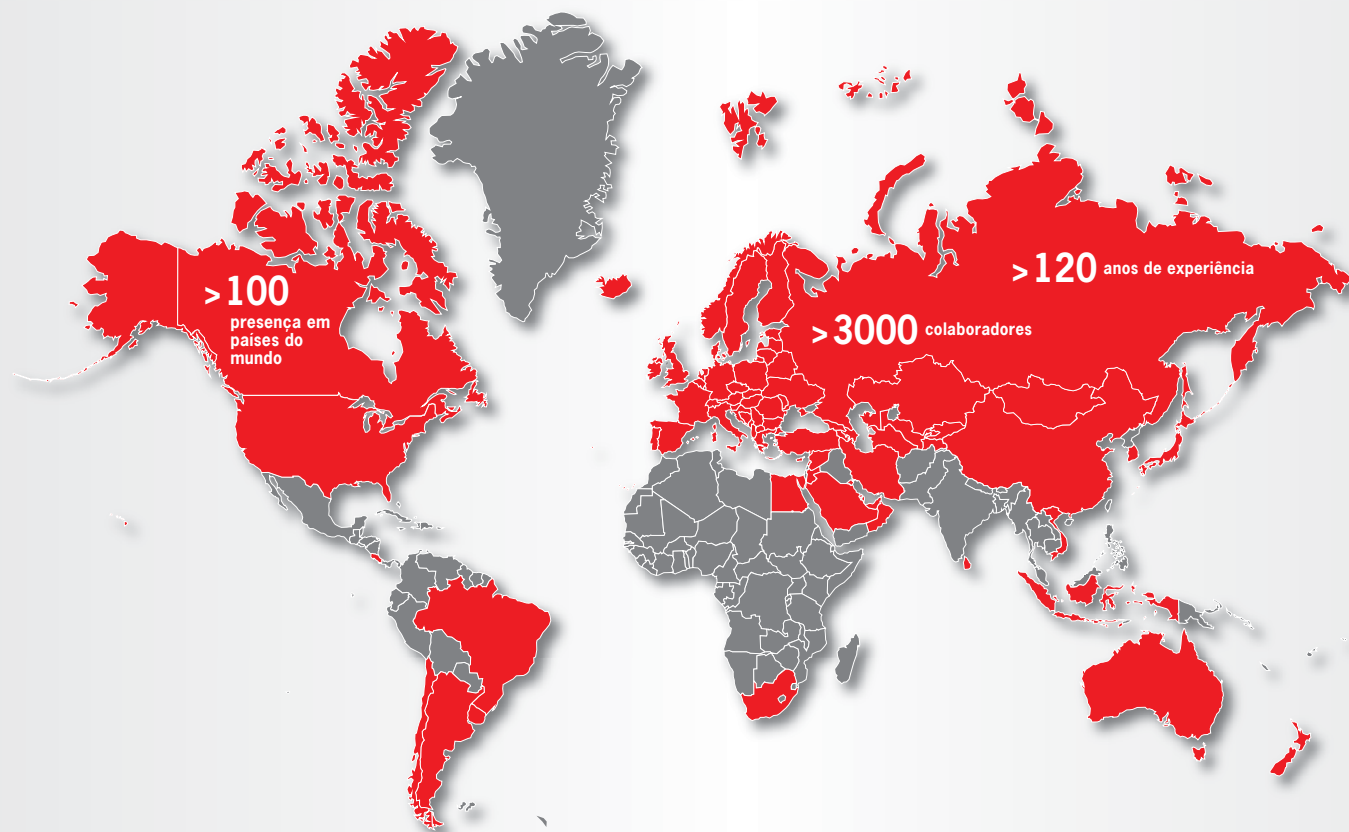 > 100
presença em
países do
mundo
> 120 anos de experiência
> 3000 colaboradores